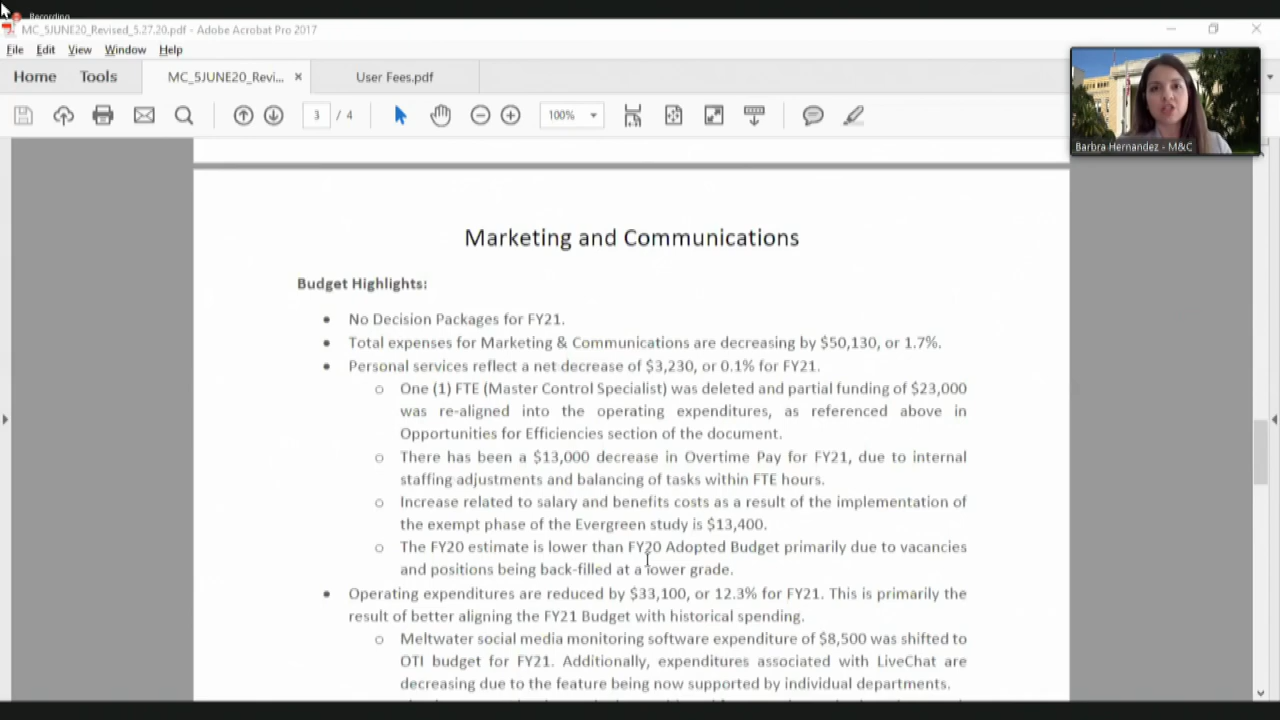 Recording
MC_5JUNE20_Revised_5.27.20.pdf - Adobe Acrobat Pro 2017
File Edit View Window Help
Home Tools MC_5JUNE20_Revi... × User Fees.pdf
3 / 4 100%
Barbra Hernandez - M&C
Marketing and Communications
Budget Highlights:
• No Decision Packages for FY21.
• Total expenses for Marketing & Communications are decreasing by $50,130, or 1.7%.
• Personal services reflect a net decrease of $3,230, or 0.1% for FY21.
o One (1) FTE (Master Control Specialist) was deleted and partial funding of $23,000
was re-aligned into the operating expenditures, as referenced above in
Opportunities for Efficiencies section of the document.
o There has been a $13,000 decrease in Overtime Pay for FY21, due to internal
staffing adjustments and balancing of tasks within FTE hours.
o Increase related to salary and benefits costs as a result of the implementation of
the exempt phase of the Evergreen study is $13,400.
o The FY20 estimate is lower than FY20 Adopted Budget primarily due to vacancies
and positions being back-filled at a lower grade.
• Operating expenditures are reduced by $33,100, or 12.3% for FY21. This is primarily the
result of better aligning the FY21 Budget with historical spending.
o Meltwater social media monitoring software expenditure of $8,500 was shifted to
OTI budget for FY21. Additionally, expenditures associated with LiveChat are
decreasing due to the feature being now supported by individual departments.